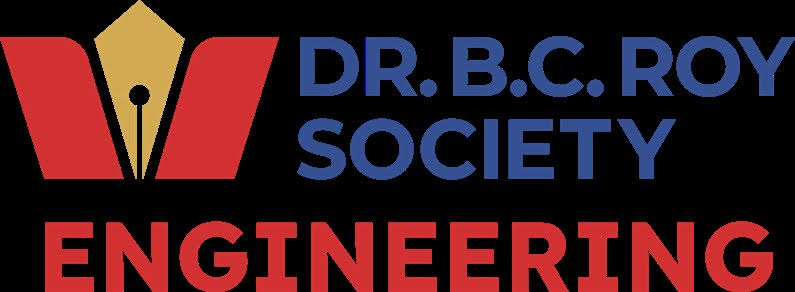 DR. B.C. ROY
SOCIETY
ENGINEERING